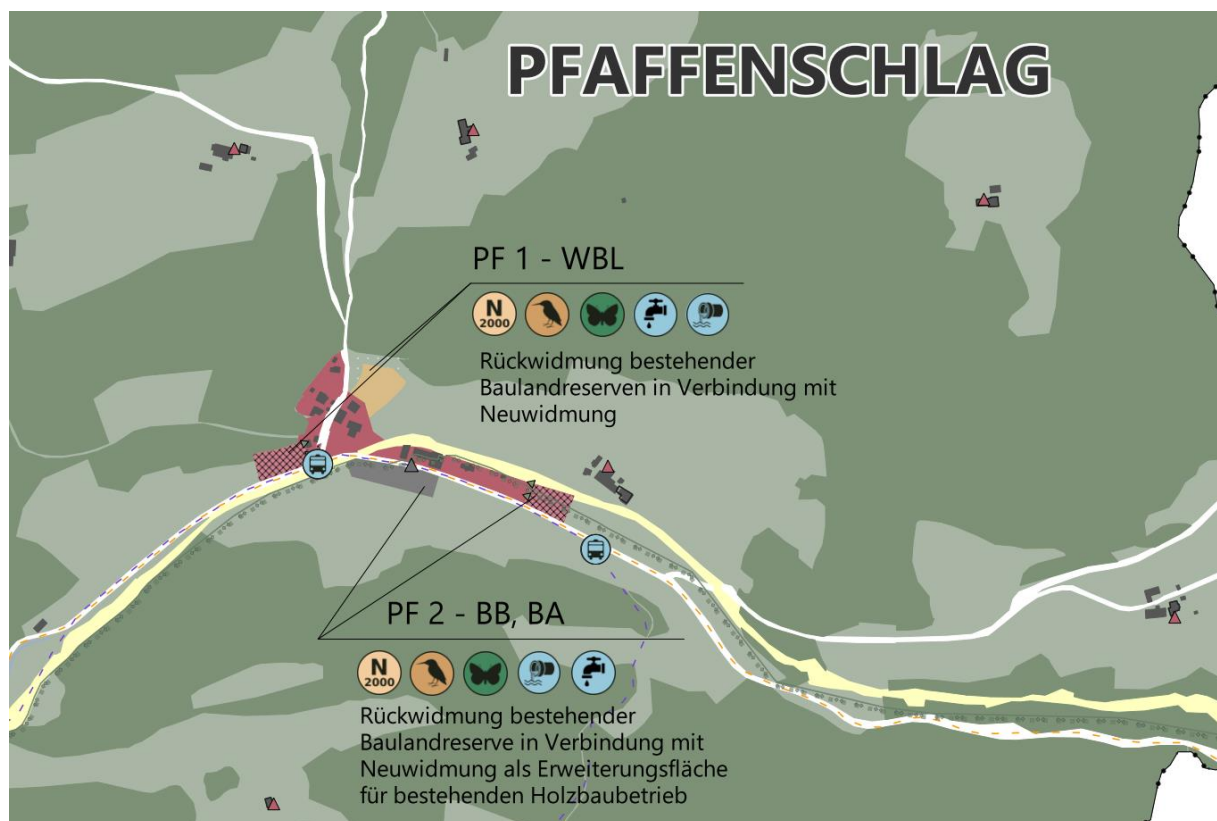 PFAFFENSCHLAG
PF 1 - WBL
N
2000
Rückwidmung bestehender
Baulandreserven in Verbindung mit
Neuwidmung
PF 2 - BB, BA
N
2000
Rückwidmung bestehender
Baulandreserve in Verbindung mit
Neuwidmung als Erweiterungsfläche
für bestehenden Holzbaubetrieb